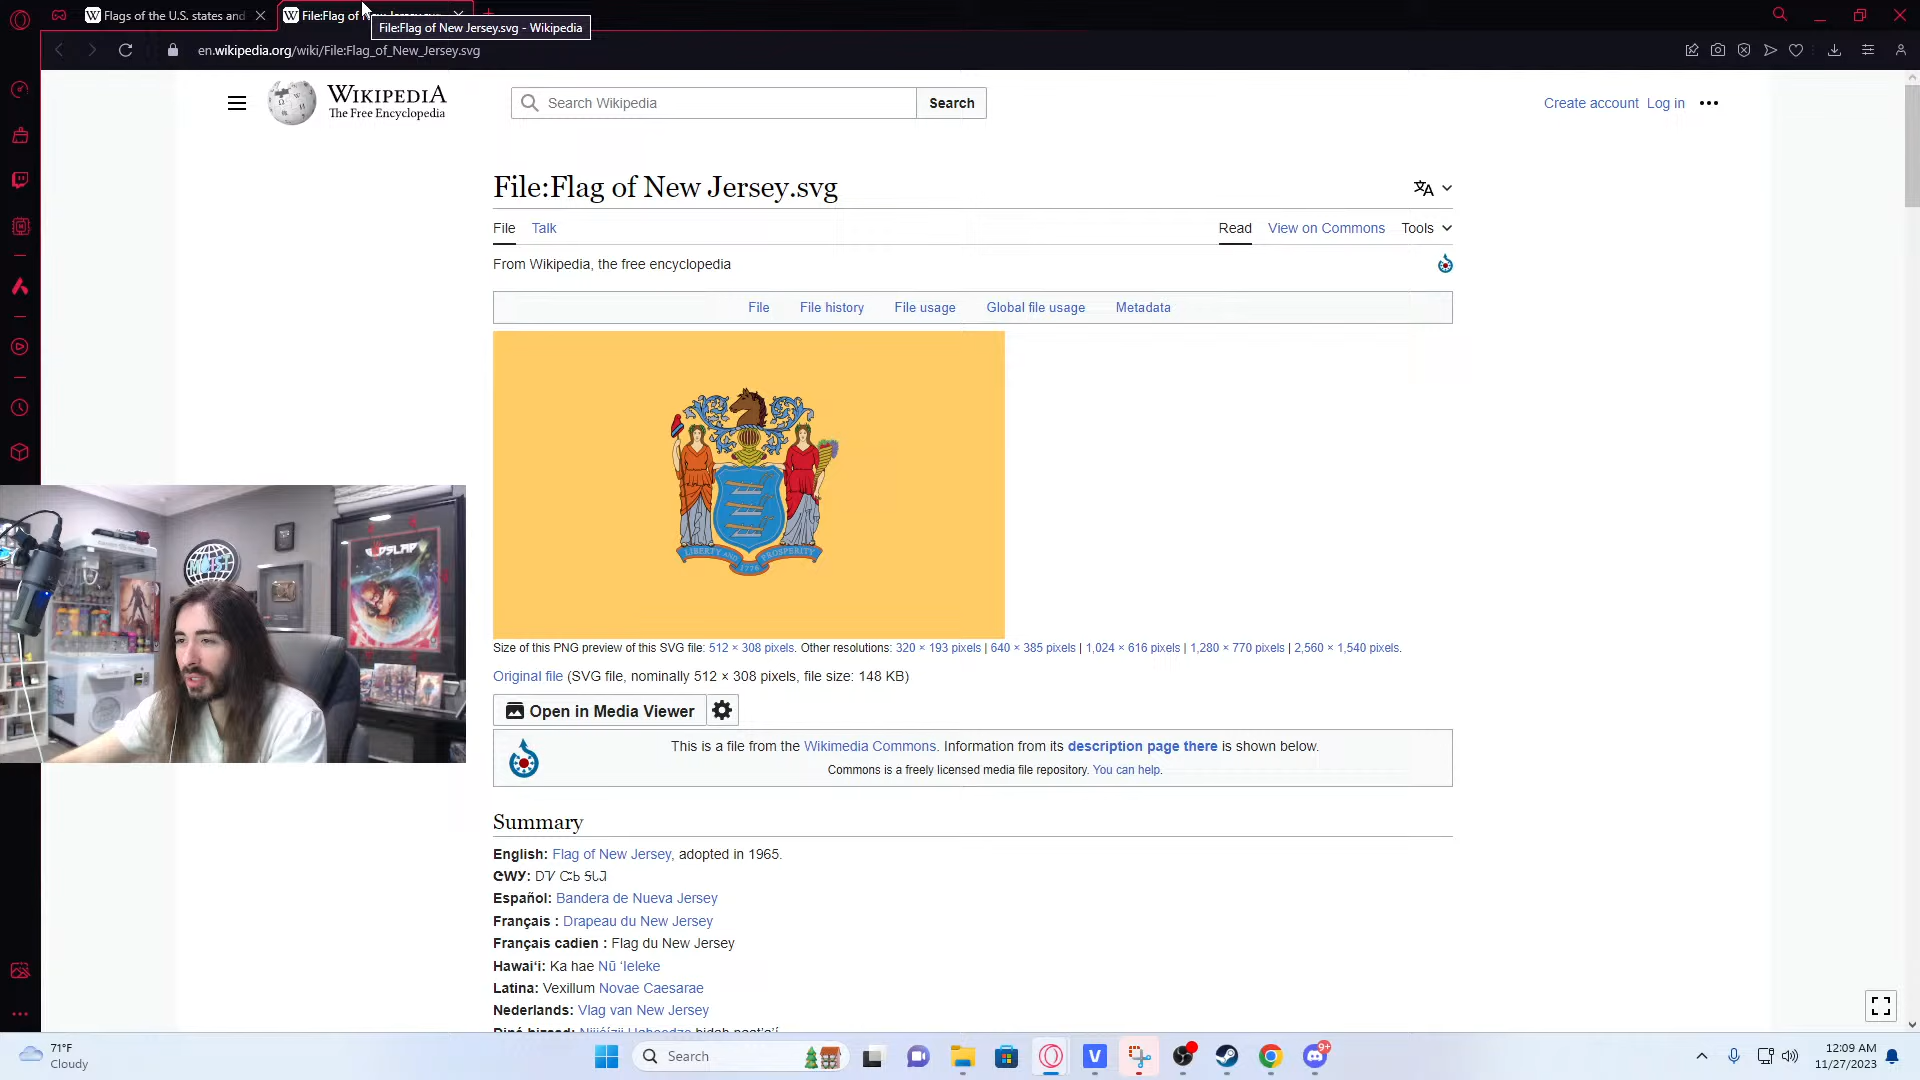 Flags of the U.S. states and
File:Flag of New Jersey.svg - Wikipedia
en.wikipedia.org/wiki/File:Flag_of_New_Jersey.svg
WIKIPEDIA
The Free Encyclopedia
Search Wikipedia
Search
Create account
Log in
File:Flag of New Jersey.svg
File
Talk
Read
View on Commons
Tools
From Wikipedia, the free encyclopedia
File
File history
File usage
Global file usage
Metadata
LIBERTY AND
PROSPERITY
1776
Size of this PNG preview of this SVG file: 512 × 308 pixels. Other resolutions: 320 × 193 pixels | 640 × 385 pixels | 1,024 × 616 pixels | 1,280 × 770 pixels | 2,560 × 1,540 pixels.
Original file (SVG file, nominally 512 × 308 pixels, file size: 148 KB)
Open in Media Viewer
This is a file from the Wikimedia Commons. Information from its description page there is shown below.
Commons is a freely licensed media file repository. You can help.
MOIST
Summary
English: Flag of New Jersey, adopted in 1965.
Español: Bandera de Nueva Jersey
Français : Drapeau du New Jersey
Français cadien : Flag du New Jersey
Hawaiʻi: Ka hae Nū ʻIeleke
Latina: Vexillum Novae Caesarae
Nederlands: Vlag van New Jersey
71°F
Cloudy
Search
9+
12:09 AM
11/27/2023